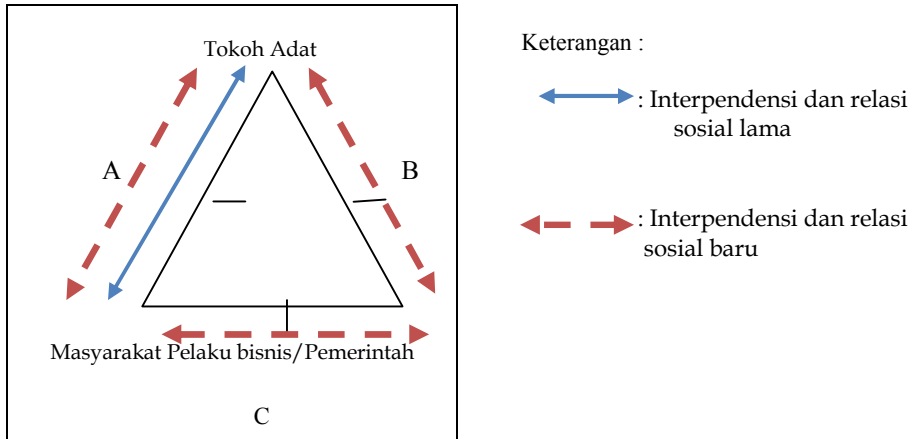 Tokoh Adat
A
B
Masyarakat Pelaku bisnis/Pemerintah
C
Keterangan :
: Interpendensi dan relasi
sosial lama
: Interpendensi dan relasi
sosial baru